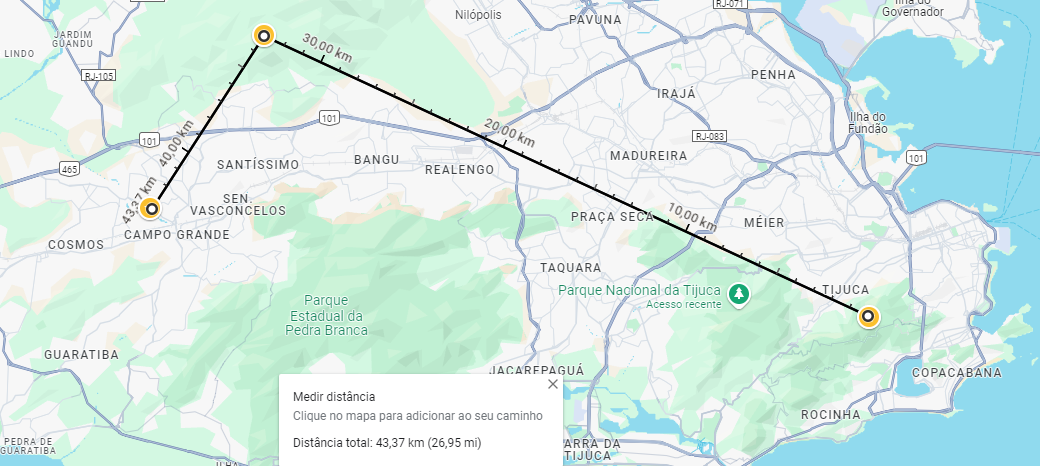 RJ-071
Ilha do
Governador
Nilópolis
PAVUNA
JARDIM
GUANDU
LINDO
RJ-105
30,00 km
PENHA
IRAJÁ
Ilha do
Fundão
101
20,00 km
RJ-083
101
40,00 km
465
SANTÍSSIMO
BANGU
REALENGO
MADUREIRA
101
43,37 km
SEN.
VASCONCELOS
PRAÇA SECA
10,00 km
MÉIER
CAMPO GRANDE
COSMOS
TAQUARA
Parque Nacional da Tijuca
Acesso recente
TIJUCA
Parque
Estadual da
Pedra Branca
GUARATIBA
JACAREPAGUÁ
COPACABANA
Medir distância
Clique no mapa para adicionar ao seu caminho
Distância total: 43,37 km (26,95 mi)
ROCINHA
PEDRA DE
GUARATIBA
ARRA DA
TIJUCA
ILHA